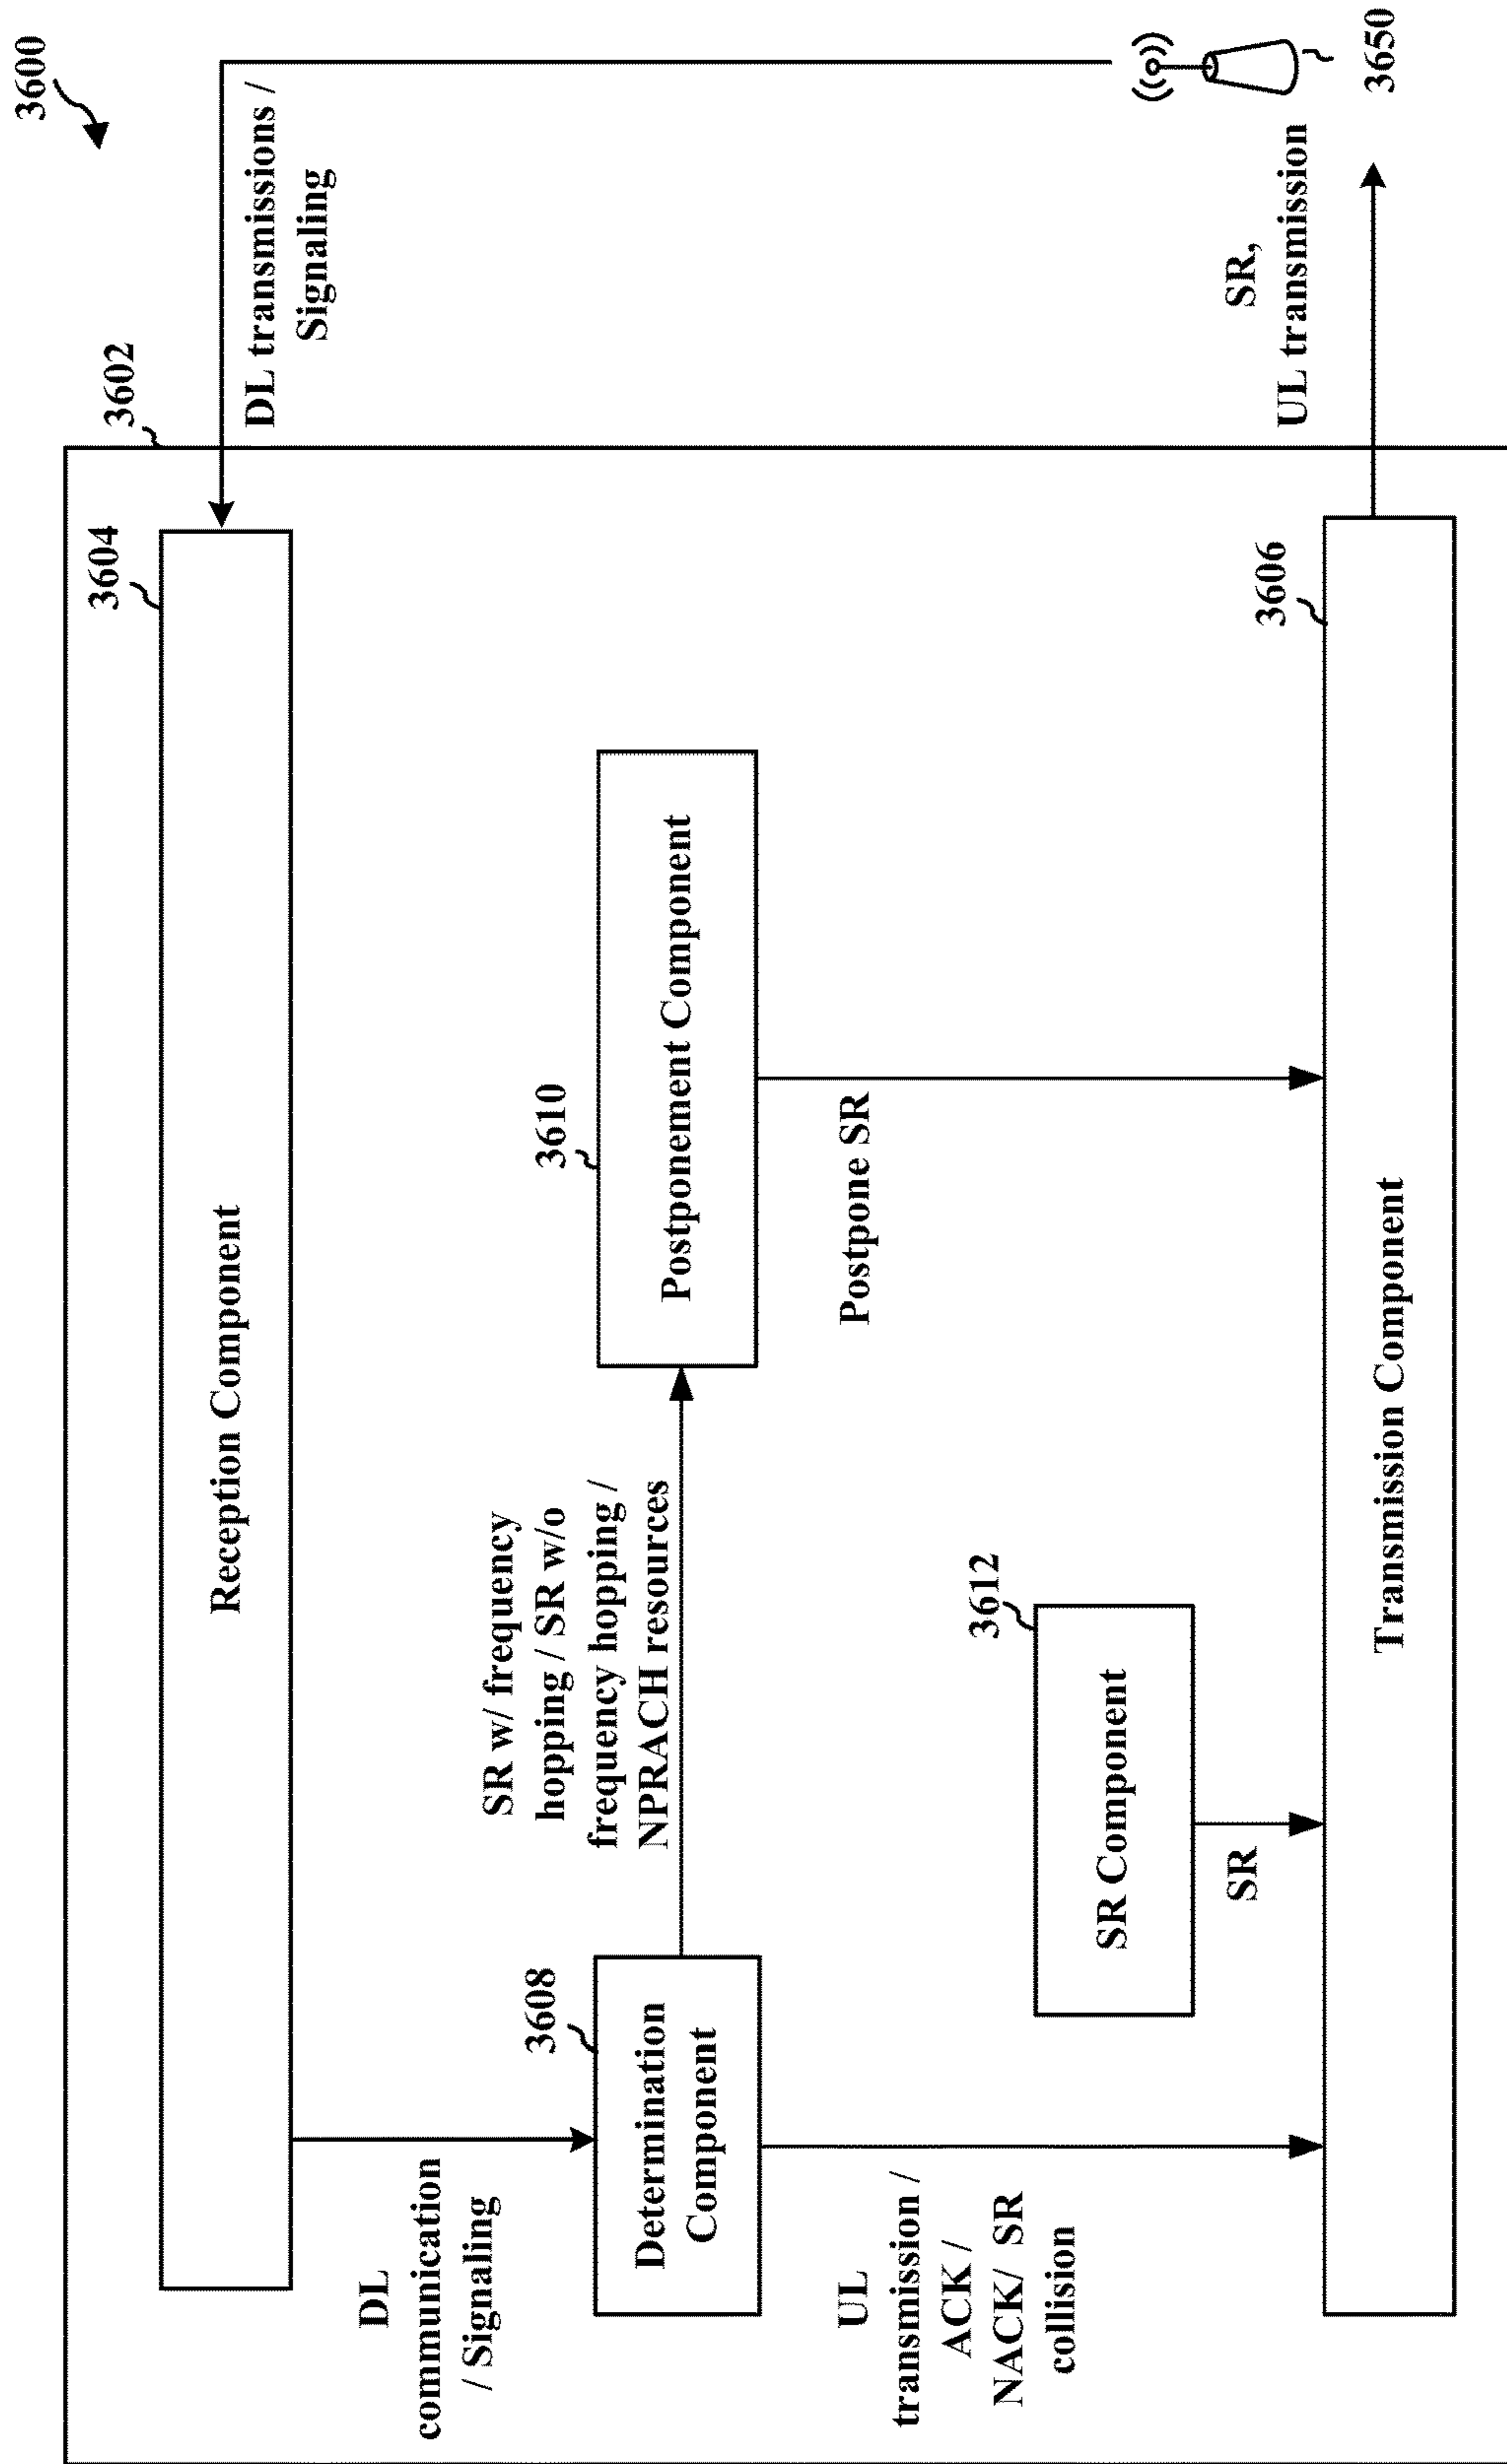 3600
3602
DL transmissions /
Signaling
3604
Reception Component
DL
communication
/ Signaling
3608
Determination
Component
SR w/ frequency
hopping / SR w/o
frequency hopping /
NPRACH resources
3610
Postponement Component
Postpone SR
UL
transmission /
ACK /
NACK/ SR
collision
3612
SR Component
SR
3606
Transmission Component
SR,
UL transmission
3650